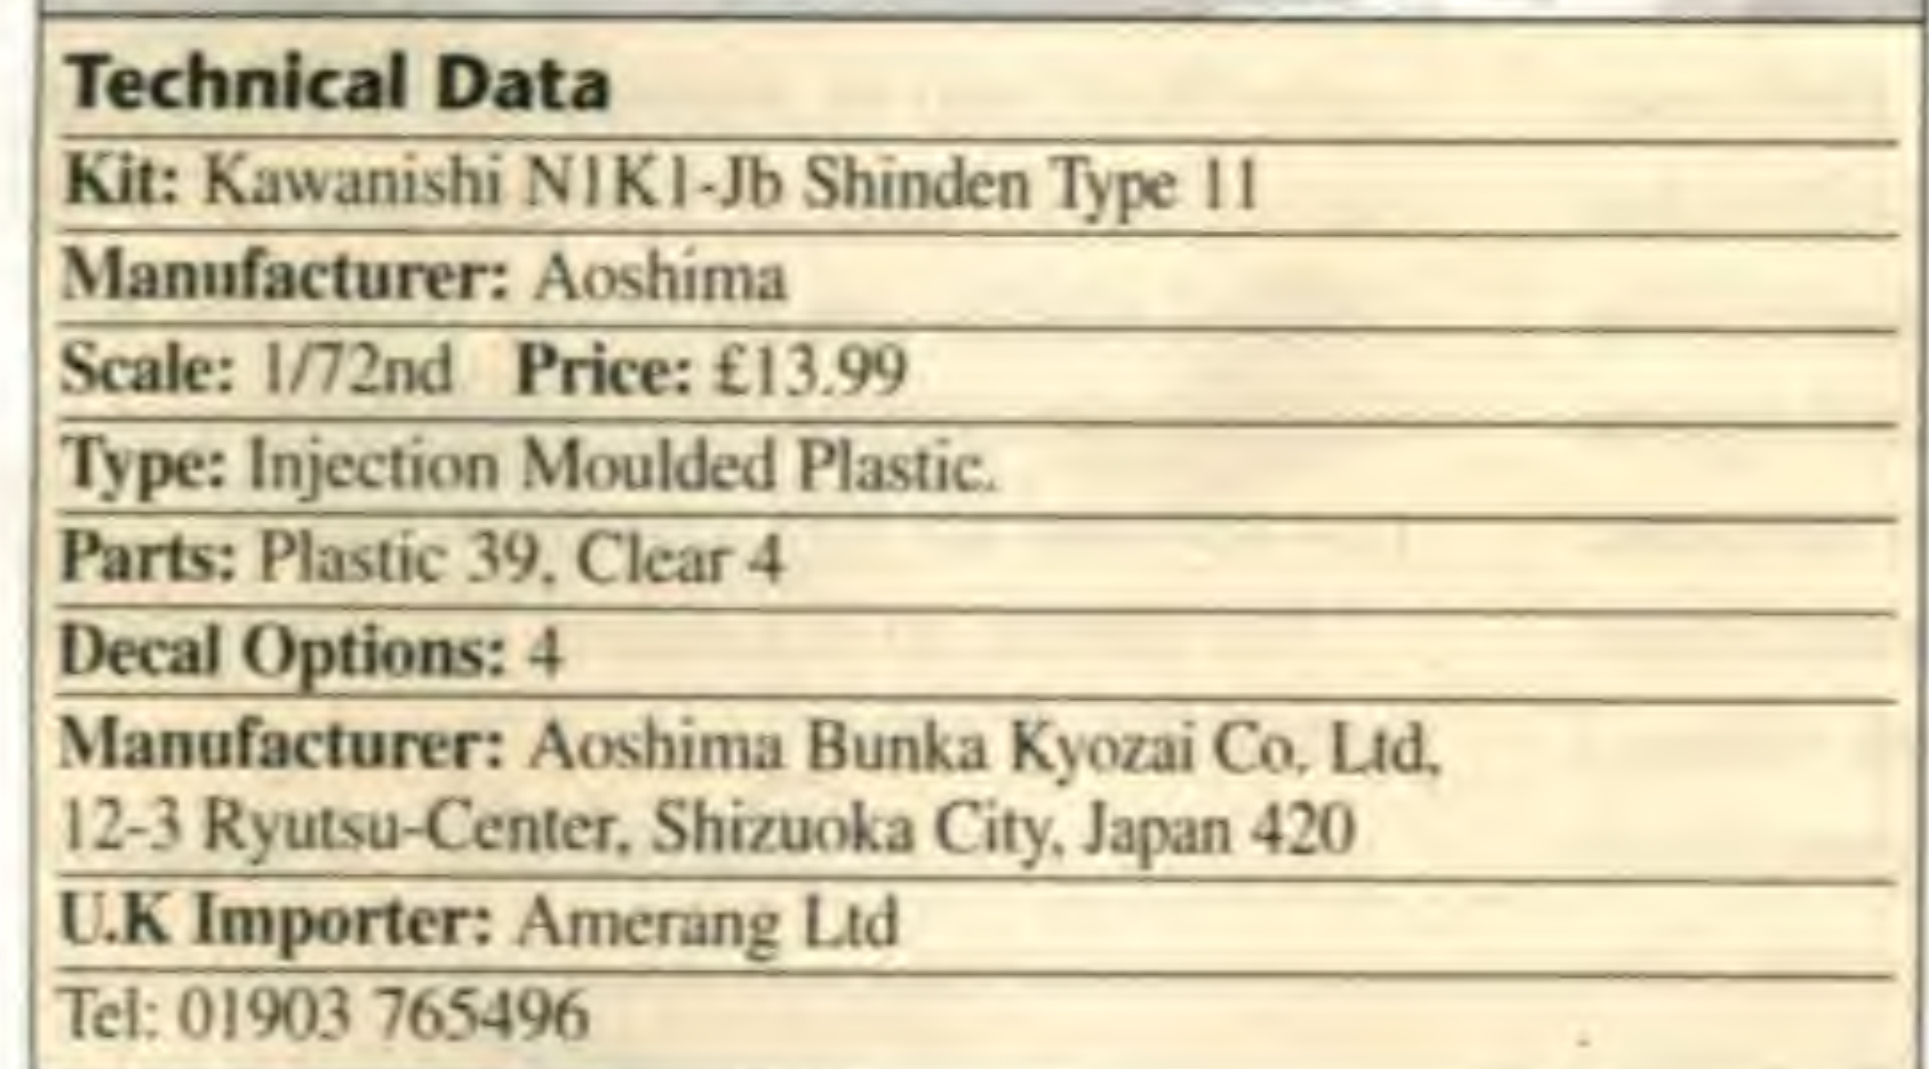 Technical Data
Kit: Kawanishi N1K1-Jb Shinden Type 11
Manufacturer: Aoshima
Scale: 1/72nd Price: £13.99
Type: Injection Moulded Plastic.
Parts: Plastic 39, Clear 4
Decal Options: 4
Manufacturer: Aoshima Bunka Kyozai Co. Ltd,
12-3 Ryutsu-Center, Shizuoka City, Japan 420
U.K Importer: Amerang Ltd
Tel: 01903 765496